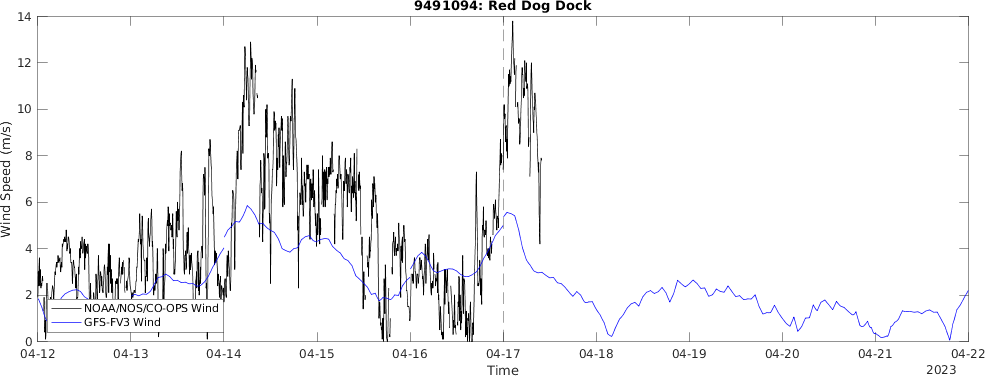 9491094: Red Dog Dock
Wind Speed (m/s)
14
12
10
8
6
4
2
0
NOAA/NOS/CO-OPS Wind
GFS-FV3 Wind
04-12 04-13 04-14 04-15 04-16 04-17 04-18 04-19 04-20 04-21 04-22
Time
2023